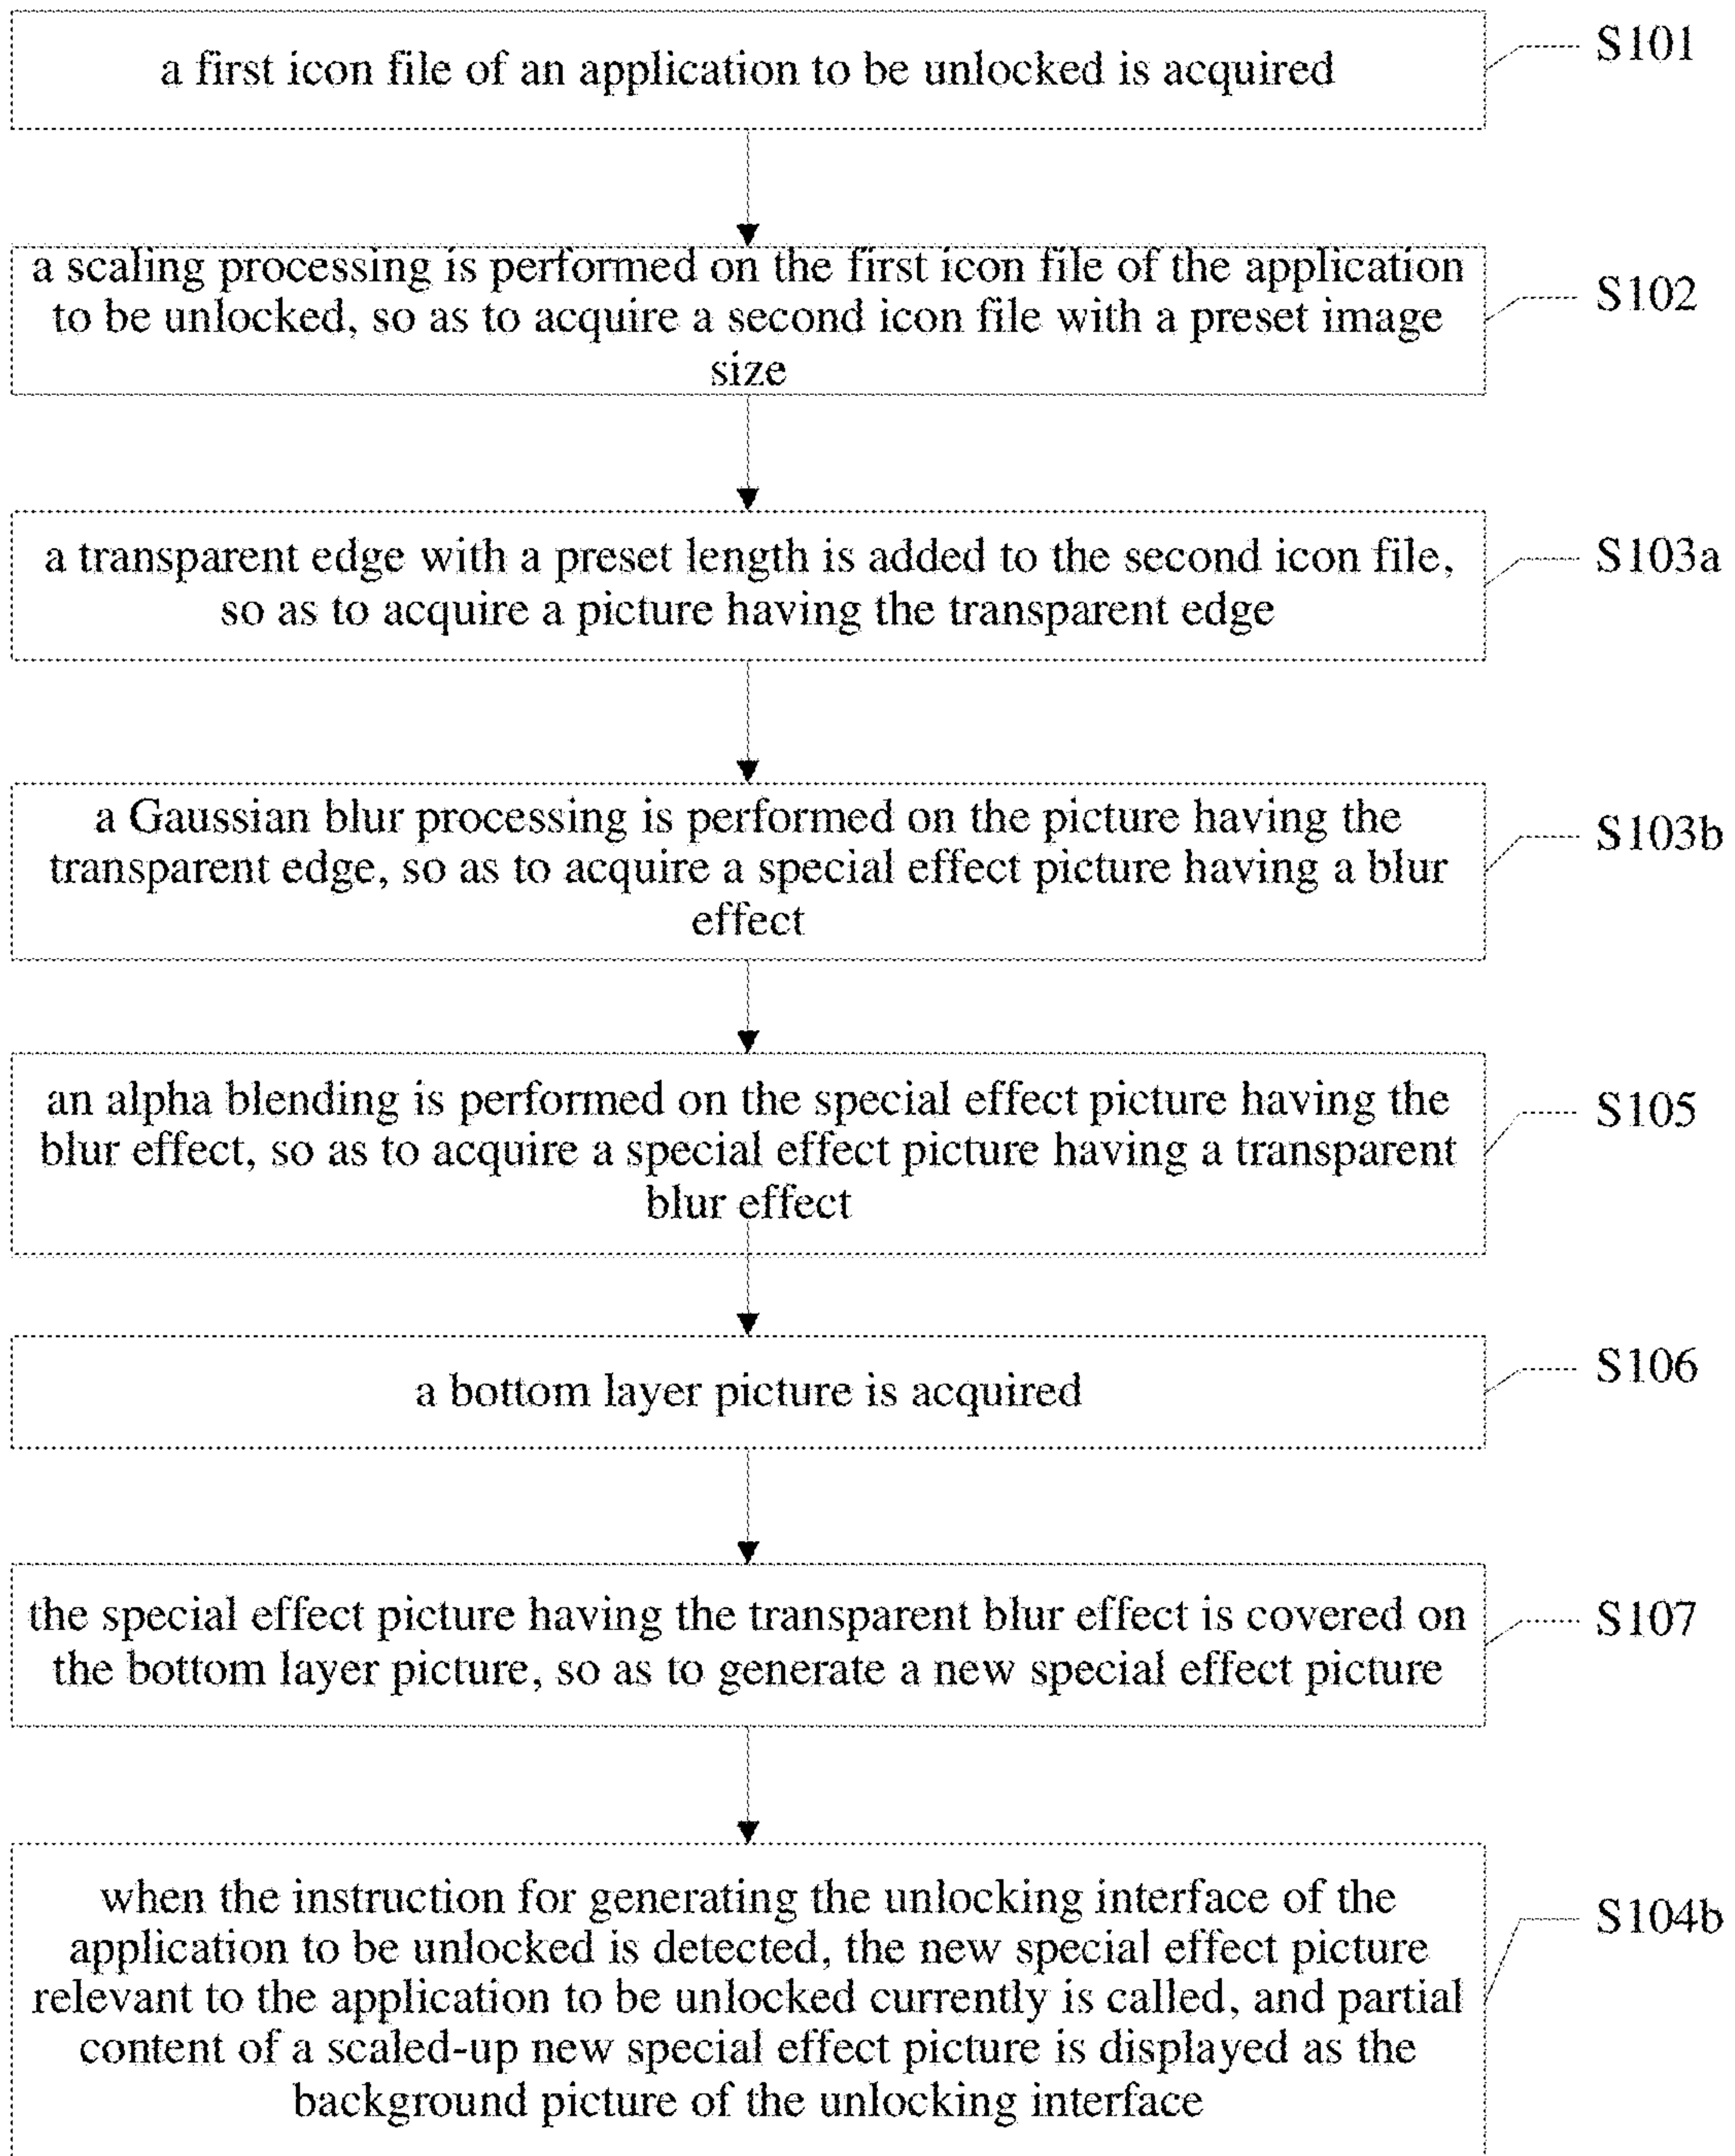 a first icon file of an application to be unlocked is acquired
S101
a scaling processing is performed on the first icon file of the application
to be unlocked, so as to acquire a second icon file with a preset image
size
S102
a transparent edge with a preset length is added to the second icon file,
so as to acquire a picture having the transparent edge
S103a
a Gaussian blur processing is performed on the picture having the
transparent edge, so as to acquire a special effect picture having a blur
effect
S103b
an alpha blending is performed on the special effect picture having the
blur effect, so as to acquire a special effect picture having a transparent
blur effect
S105
a bottom layer picture is acquired
S106
the special effect picture having the transparent blur effect is covered on
the bottom layer picture, so as to generate a new special effect picture
S107
when the instruction for generating the unlocking interface of the
application to be unlocked is detected, the new special effect picture
relevant to the application to be unlocked currently is called, and partial
content of a scaled-up new special effect picture is displayed as the
background picture of the unlocking interface
S104b